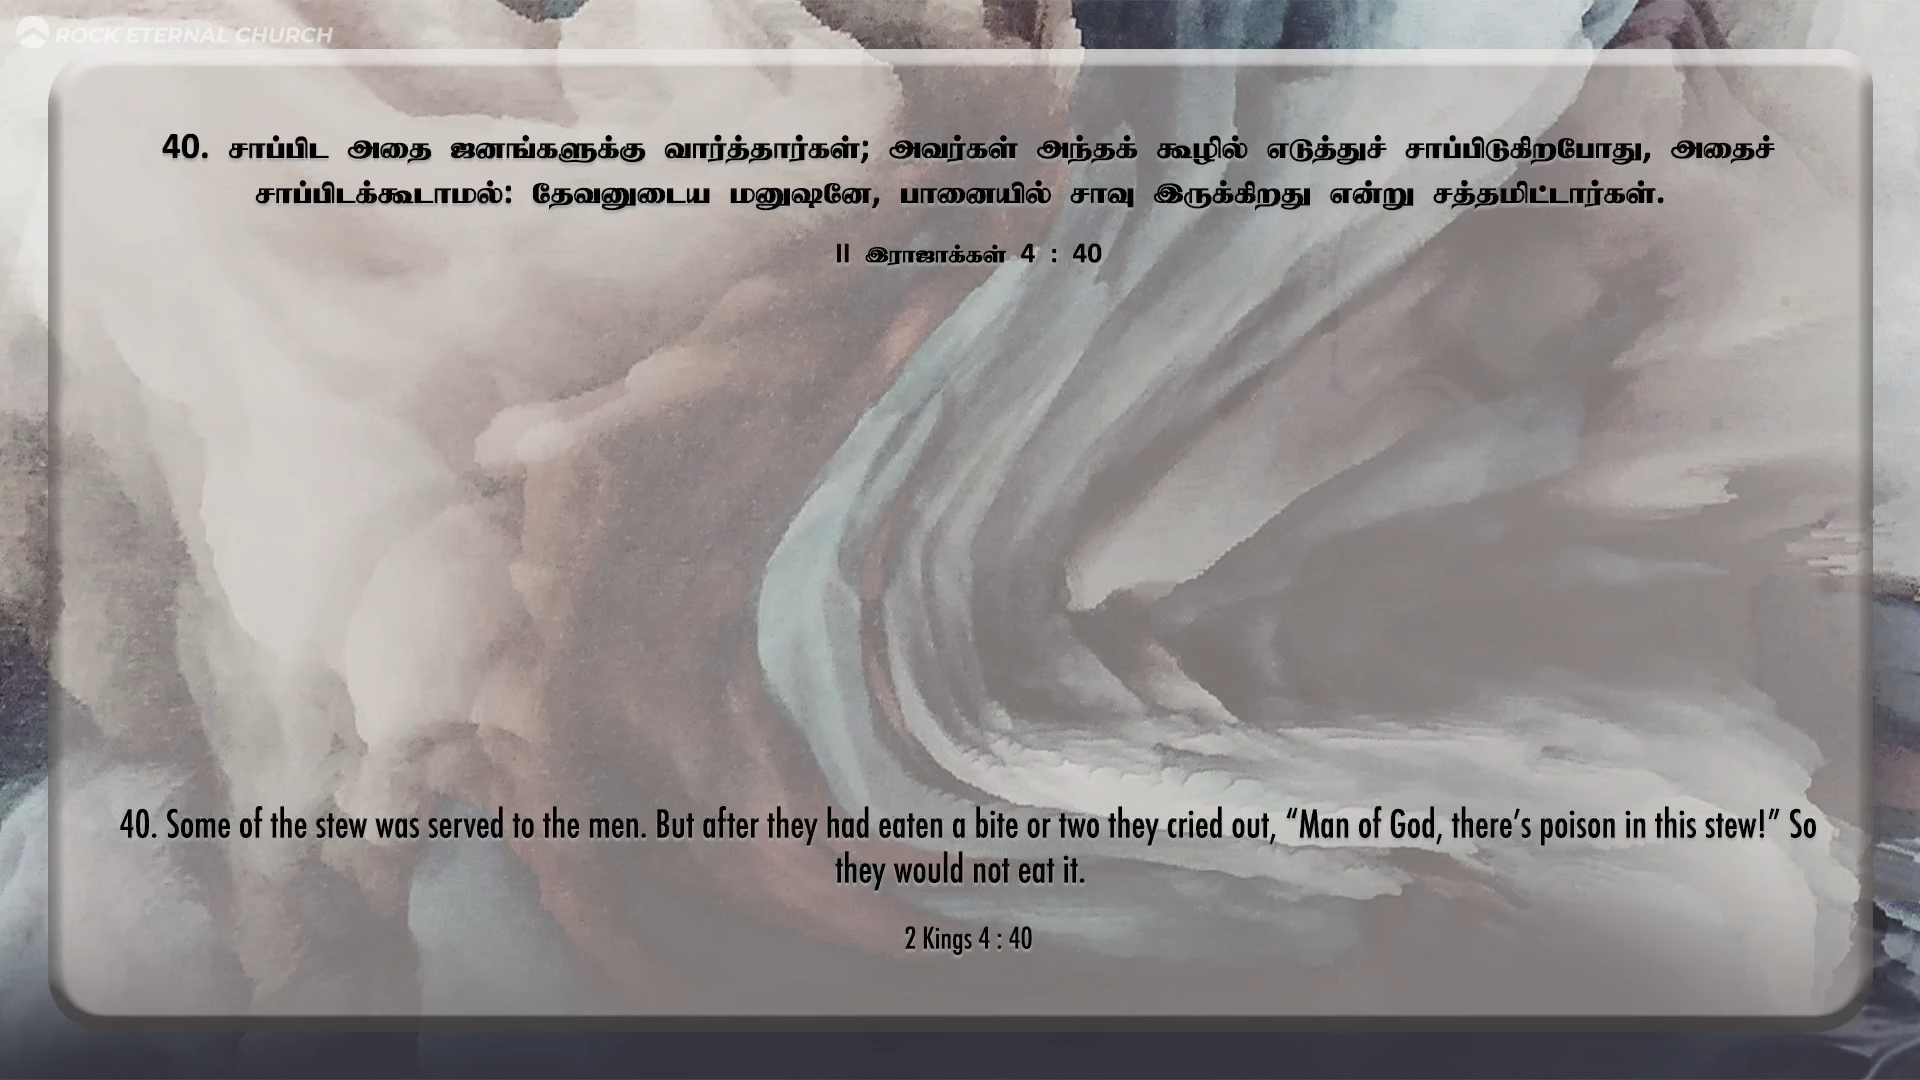 ROCK ETERNAL CHURCH
40. சாப்பிட அதை ஜனங்களுக்கு வார்த்தார்கள்; அவர்கள் அந்தக் கூழில் எடுத்துச் சாப்பிடுகிறபோது, அதைச்
சாப்பிடக்கூடாமல்: தேவனுடைய மனுஷனே, பானையில் சாவு இருக்கிறது என்று சத்தமிட்டார்கள்.
II இராஜாக்கள் 4 : 40
40. Some of the stew was served to the men. But after they had eaten a bite or two they cried out, “Man of God, there’s poison in this stew!” So
they would not eat it.
2 Kings 4 : 40